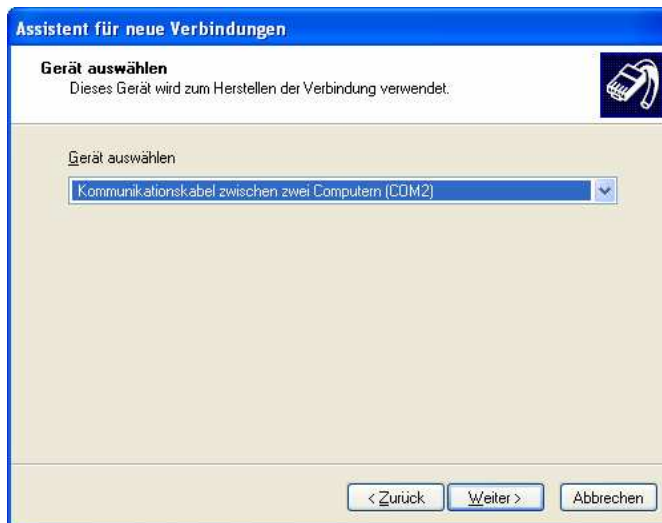 Assistent für neue Verbindungen
Gerät auswählen
Dieses Gerät wird zum Herstellen der Verbindung verwendet.
Gerät auswählen
Kommunikationskabel zwischen zwei Computern (COM2)
< Zurück Weiter > Abbrechen